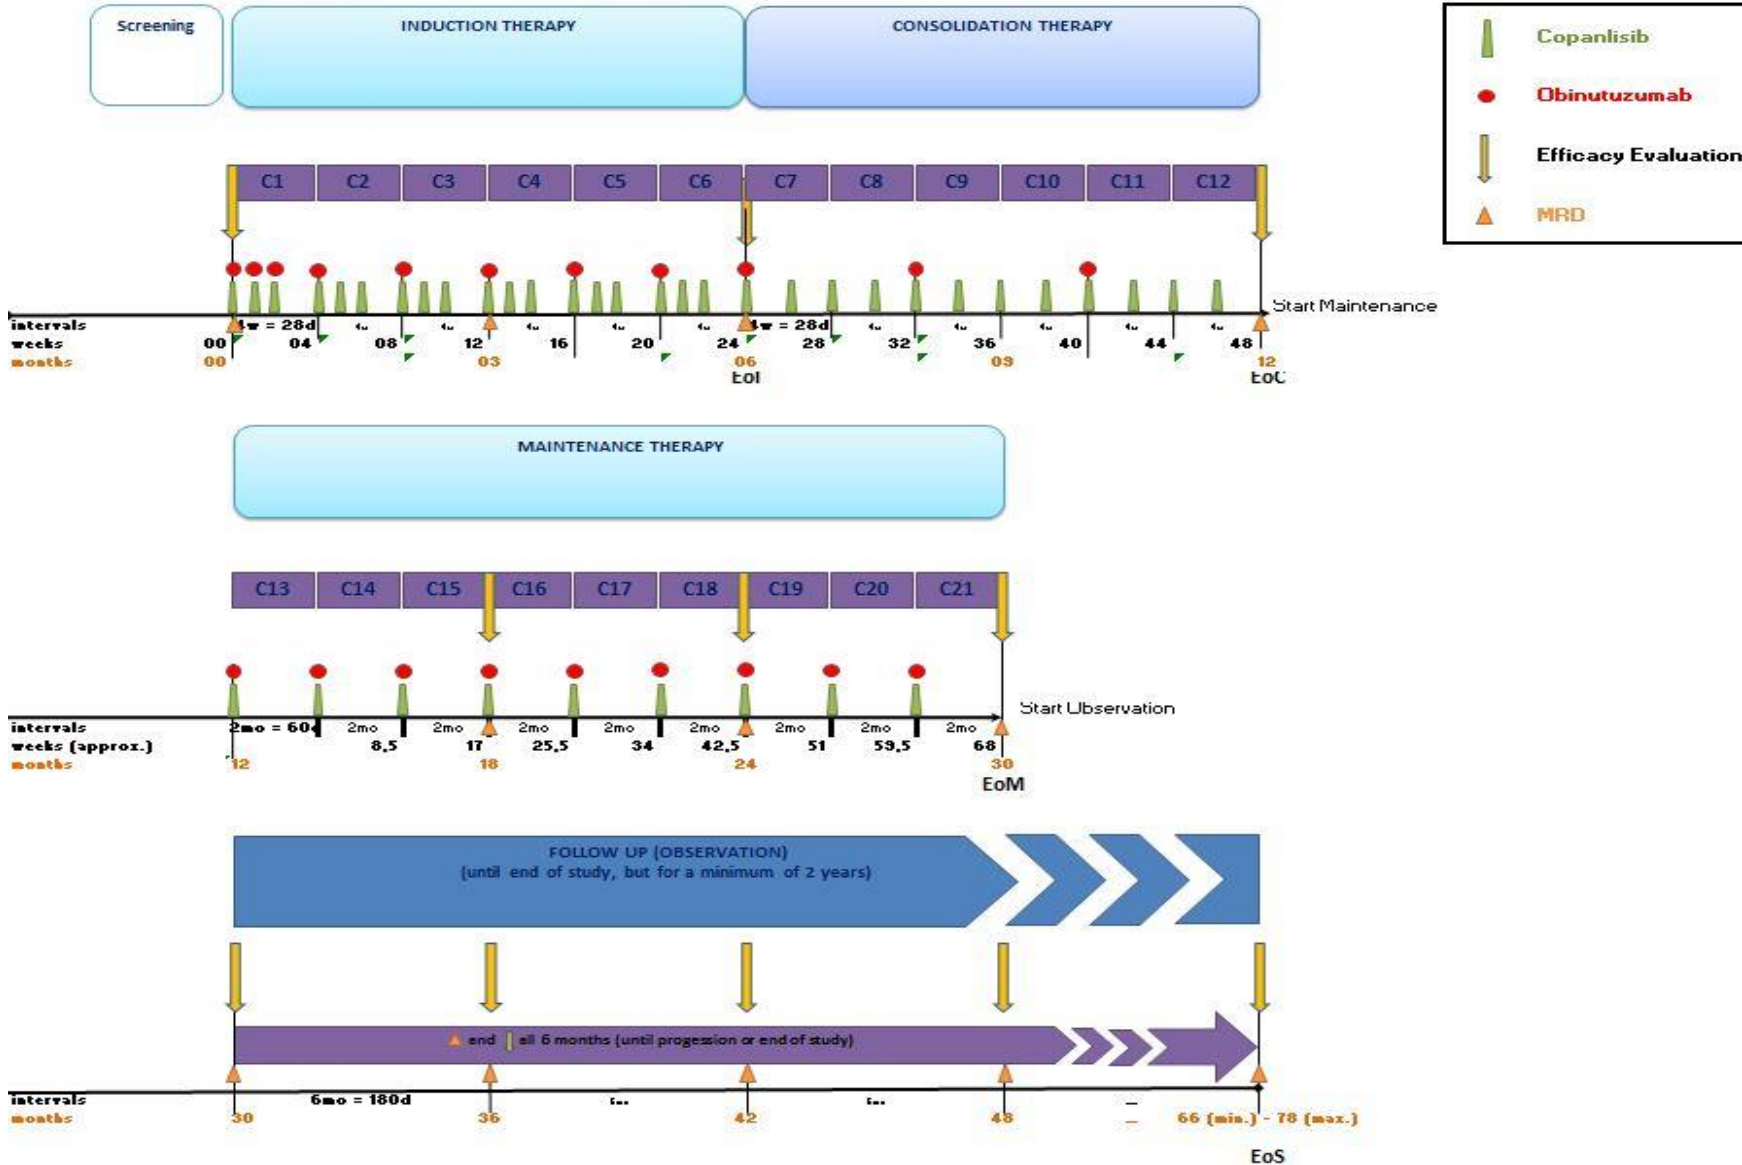 Screening
INDUCTION THERAPY
CONSOLIDATION THERAPY
Copanlisib
Obinutuzumab
Efficacy Evaluation
MRD
C1 C2 C3 C4 C5 C6 C7 C8 C9 C10 C11 C12
Start Maintenance
intervals 4w = 28d 4w = 28d
weeks 00 04 08 12 16 20 24 28 32 36 40 44 48
months 00 03 06 09 12
EoI EoC
MAINTENANCE THERAPY
C13 C14 C15 C16 C17 C18 C19 C20 C21
Start Observation
intervals 2mo = 60d 2mo 2mo 2mo 2mo 2mo 2mo 2mo 2mo
weeks (approx.) 8,5 17 25,5 34 42,5 51 59,5 68
months 12 18 24 30
EoM
FOLLOW UP (OBSERVATION)
(until end of study, but for a minimum of 2 years)
and all 6 months (until progession or end of study)
intervals 6mo = 180d ...
months 30 36 42 48 ... 66 (min.) - 78 (max.)
EoS